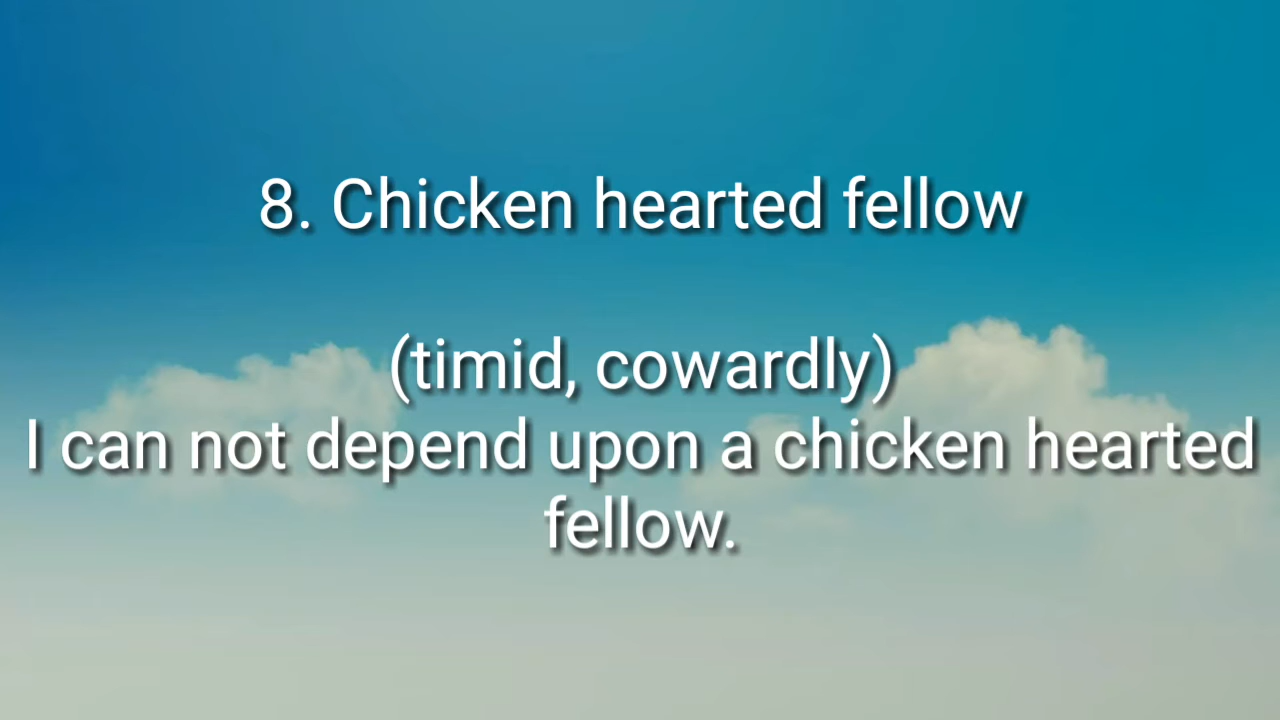 8. Chicken hearted fellow
(timid, cowardly)
I can not depend upon a chicken hearted
fellow.